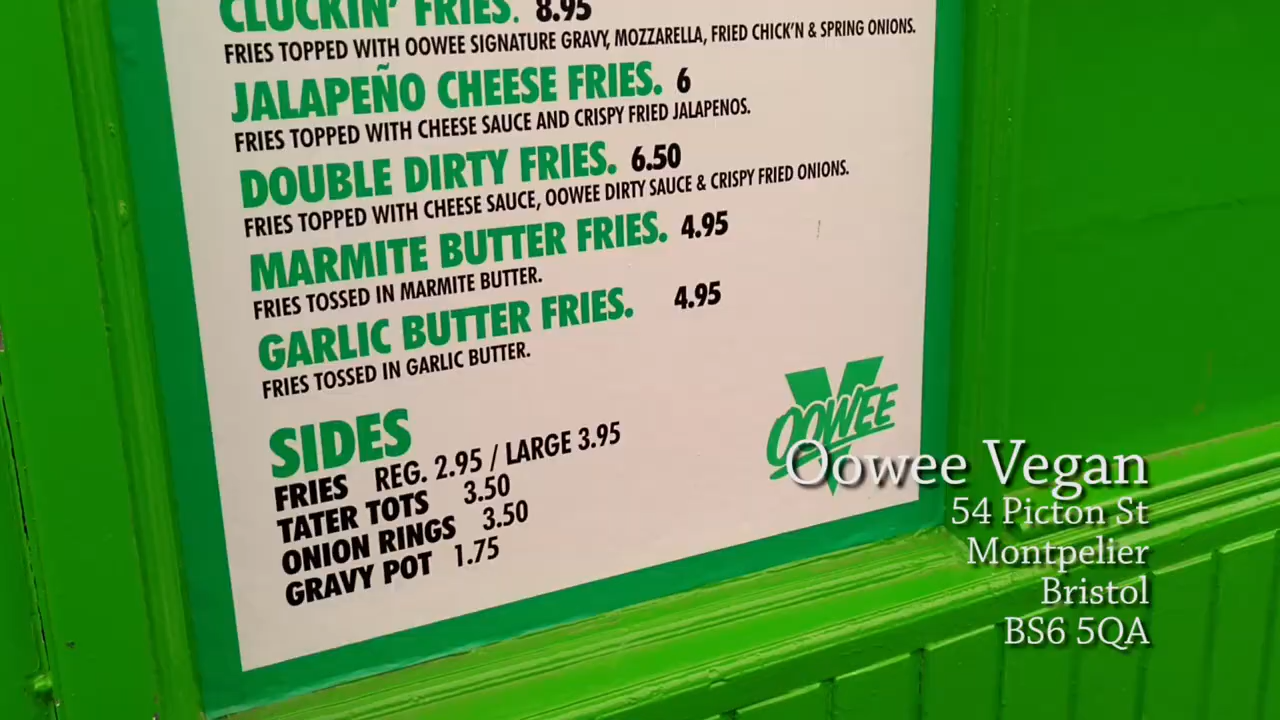 CLUCKIN' FRIES. 8.95
FRIES TOPPED WITH OOWEE SIGNATURE GRAVY, MOZZARELLA, FRIED CHICK'N & SPRING ONIONS.
JALAPEÑO CHEESE FRIES. 6
FRIES TOPPED WITH CHEESE SAUCE AND CRISPY FRIED JALAPENOS.
DOUBLE DIRTY FRIES. 6.50
FRIES TOPPED WITH CHEESE SAUCE, OOWEE DIRTY SAUCE & CRISPY FRIED ONIONS.
MARMITE BUTTER FRIES. 4.95
FRIES TOSSED IN MARMITE BUTTER.
GARLIC BUTTER FRIES. 4.95
FRIES TOSSED IN GARLIC BUTTER.
SIDES
FRIES REG. 2.95 / LARGE 3.95
TATER TOTS 3.50
ONION RINGS 3.50
GRAVY POT 1.75
V
OOWEE
Oowee Vegan
54 Picton St
Montpelier
Bristol
BS6 5QA